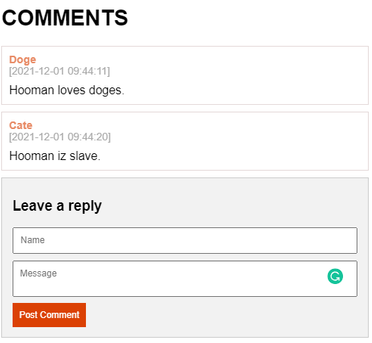 COMMENTS
Doge
[2021-12-01 09:44:11]
Hooman loves doges.
Cate
[2021-12-01 09:44:20]
Hooman iz slave.
Leave a reply
Name
Message
Post Comment